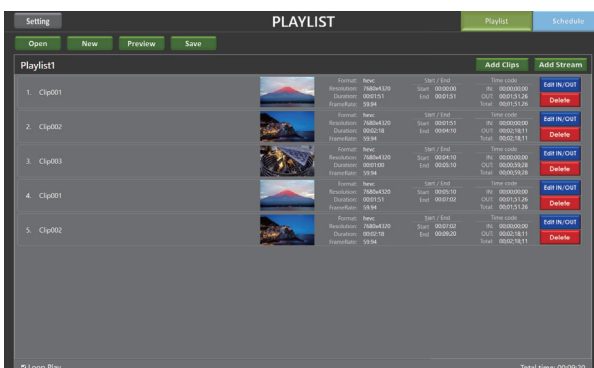 Setting PLAYLIST Playlist Schedule
Open New Preview Save
Playlist1 Add Clips Add Stream
1. Clip001
Format: hevc Start / End Time code
Resolution: 7680x4320 Start 00:00:00 IN: 00;00;00;00 Edit IN/OUT
Duration: 00:01:51 End 00:01:51 OUT: 00;01;51.26 Delete
FrameRate: 59.94 Total: 00;01;51.26
2. Clip002
Format: hevc Start / End Time code
Resolution: 7680x4320 Start 00:01:51 IN: 00;00;00;00 Edit IN/OUT
Duration: 00:02:18 End 00:04:10 OUT: 00;02;18;11 Delete
FrameRate: 59.94 Total: 00;02;18,11
3. Clip003
Format: hevc Start / End Time code
Resolution: 7680x4320 Start 00:04:10 IN: 00;00;00;00 Edit IN/OUT
Duration: 00:01:00 End 00:05:10 OUT: 00;00;59;28 Delete
FrameRate: 59.94 Total: 00;00;59,28
4. Clip001
Format: hevc Start / End Time code
Resolution: 7680x4320 Start 00:05:10 IN: 00;00;00;00 Edit IN/OUT
Duration: 00:01:51 End 00:07:02 OUT: 00;01;51.26 Delete
FrameRate: 59.94 Total: 00;01;51.26
5. Clip002
Format: hevc Start / End Time code
Resolution: 7680x4320 Start 00:07:02 IN: 00;00;00;00 Edit IN/OUT
Duration: 00:02:18 End 00:09:20 OUT: 00;02;18;11 Delete
FrameRate: 59.94 Total: 00;02;18;11
Loop Play Total time: 00:09:20